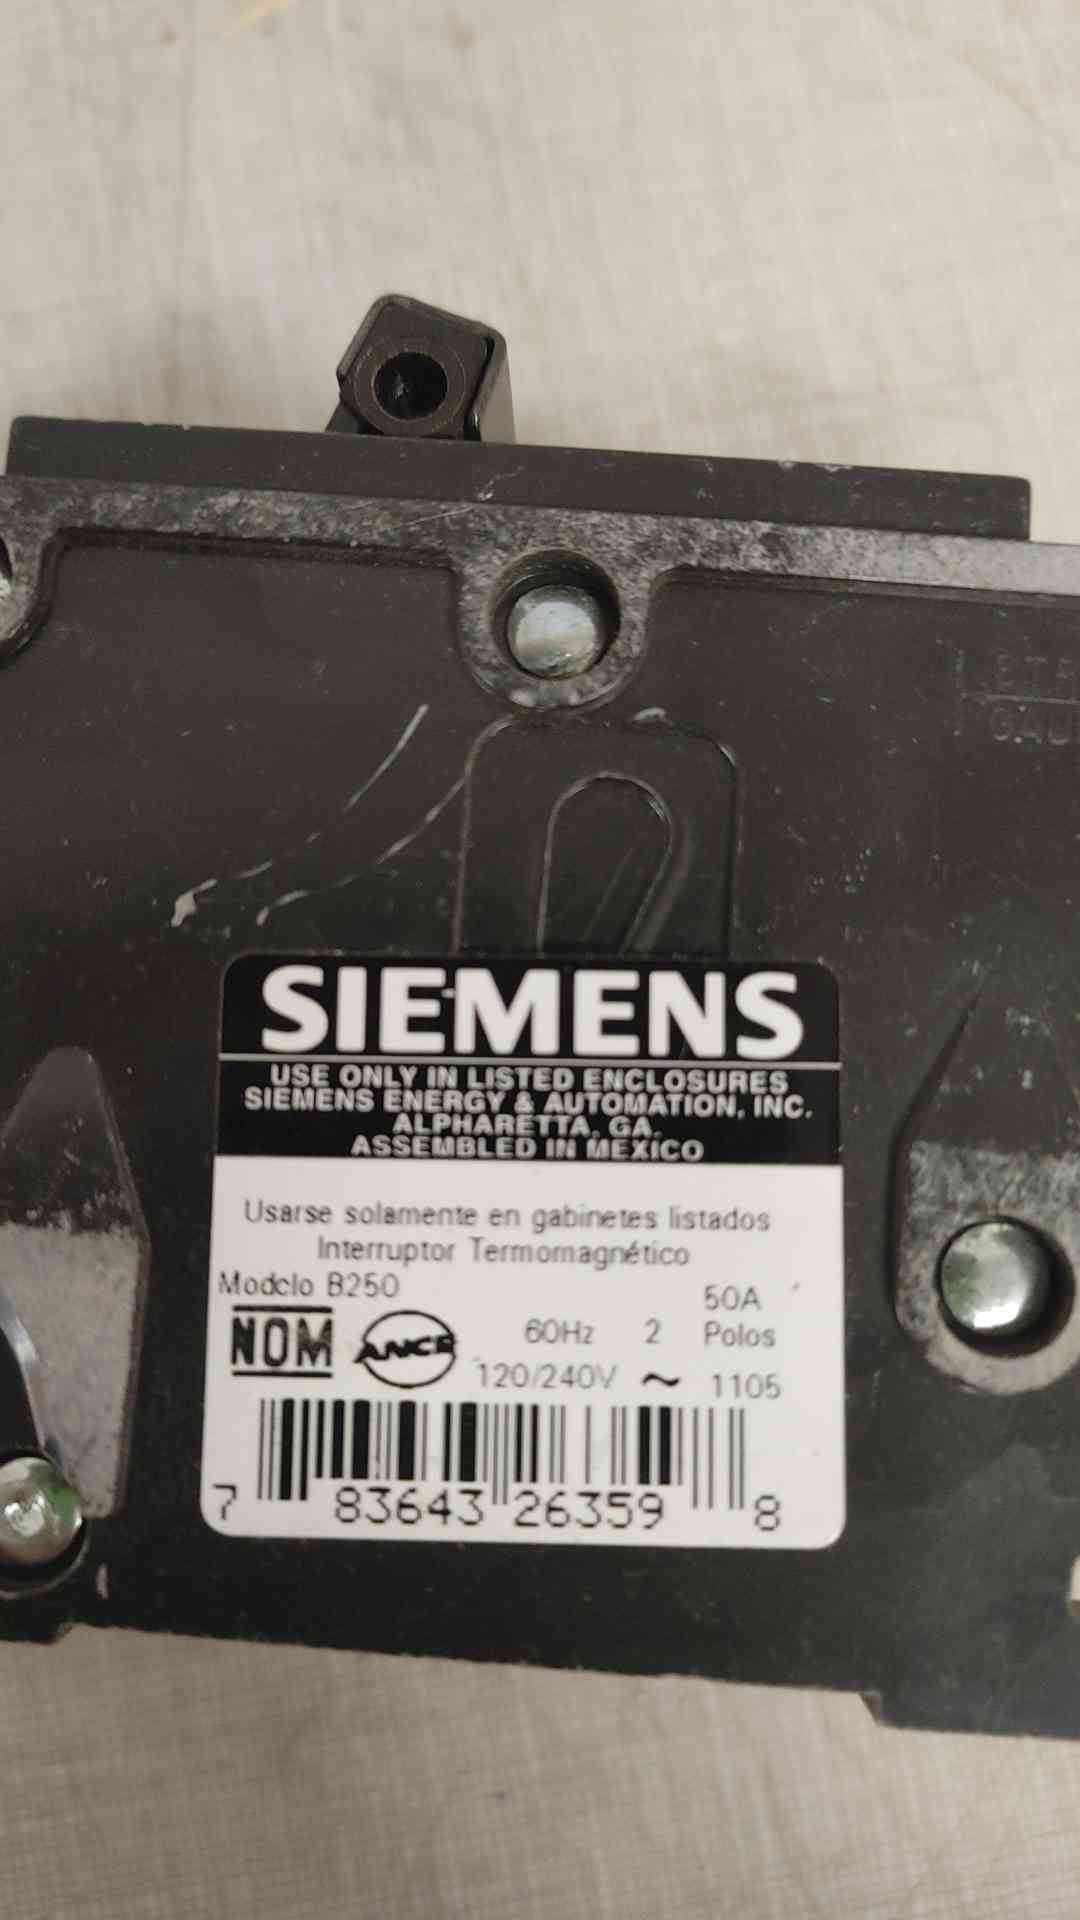 SIEMENS
USE ONLY IN LISTED ENCLOSURES
SIEMENS ENERGY & AUTOMATION, INC.
ALPHARETTA, GA.
ASSEMBLED IN MEXICO
Usarse solamente en gabinetes listados
Interruptor Termomagnético
Modelo B250 50A
NOM ANCE 60Hz 2 Polos
120/240V ~ 1105
7 83643 26359 8